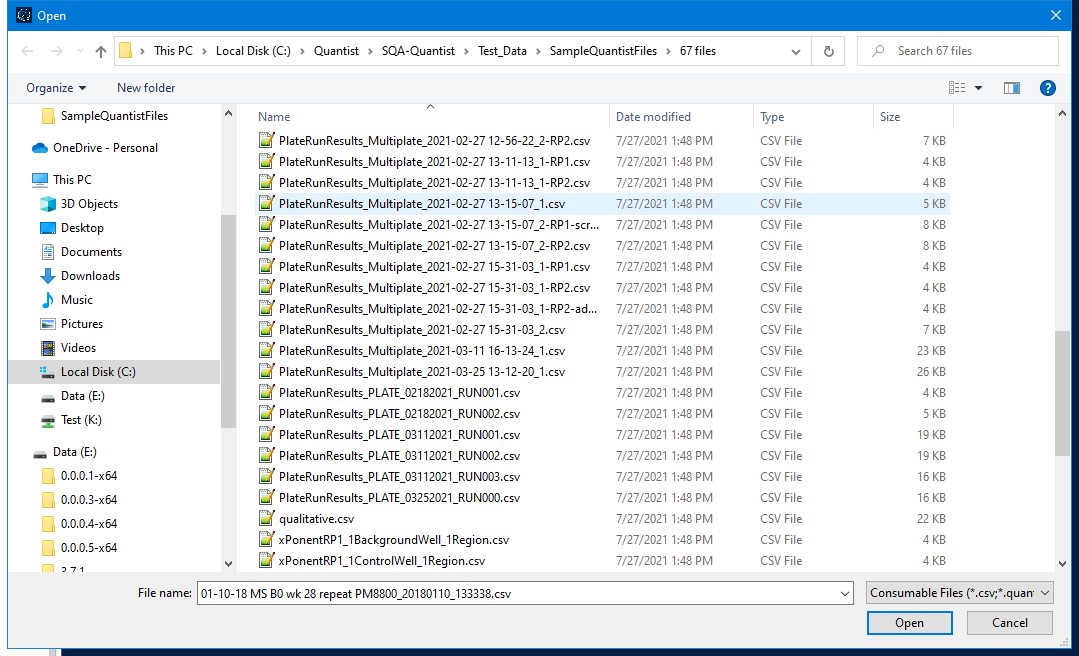 Open
This PC > Local Disk (C:) > Quantist > SQA-Quantist > Test_Data > SampleQuantistFiles > 67 files
Search 67 files
Organize New folder
SampleQuantistFiles
OneDrive - Personal
This PC
3D Objects
Desktop
Documents
Downloads
Music
Pictures
Videos
Local Disk (C:)
Data (E:)
Test (K:)
Data (E:)
0.0.0.1-x64
0.0.0.3-x64
0.0.0.4-x64
0.0.0.5-x64
3.7.1
Name Date modified Type Size
PlateRunResults_Multiplate_2021-02-27 12-56-22_2-RP2.csv 7/27/2021 1:48 PM CSV File 7 KB
PlateRunResults_Multiplate_2021-02-27 13-11-13_1-RP1.csv 7/27/2021 1:48 PM CSV File 4 KB
PlateRunResults_Multiplate_2021-02-27 13-11-13_1-RP2.csv 7/27/2021 1:48 PM CSV File 4 KB
PlateRunResults_Multiplate_2021-02-27 13-15-07_1.csv 7/27/2021 1:48 PM CSV File 5 KB
PlateRunResults_Multiplate_2021-02-27 13-15-07_2-RP1-scr... 7/27/2021 1:48 PM CSV File 8 KB
PlateRunResults_Multiplate_2021-02-27 13-15-07_2-RP2.csv 7/27/2021 1:48 PM CSV File 8 KB
PlateRunResults_Multiplate_2021-02-27 15-31-03_1-RP1.csv 7/27/2021 1:48 PM CSV File 4 KB
PlateRunResults_Multiplate_2021-02-27 15-31-03_1-RP2.csv 7/27/2021 1:48 PM CSV File 4 KB
PlateRunResults_Multiplate_2021-02-27 15-31-03_1-RP2-ad... 7/27/2021 1:48 PM CSV File 4 KB
PlateRunResults_Multiplate_2021-02-27 15-31-03_2.csv 7/27/2021 1:48 PM CSV File 7 KB
PlateRunResults_Multiplate_2021-03-11 16-13-24_1.csv 7/27/2021 1:48 PM CSV File 23 KB
PlateRunResults_Multiplate_2021-03-25 13-12-20_1.csv 7/27/2021 1:48 PM CSV File 26 KB
PlateRunResults_PLATE_02182021_RUN001.csv 7/27/2021 1:48 PM CSV File 4 KB
PlateRunResults_PLATE_02182021_RUN002.csv 7/27/2021 1:48 PM CSV File 5 KB
PlateRunResults_PLATE_03112021_RUN001.csv 7/27/2021 1:48 PM CSV File 19 KB
PlateRunResults_PLATE_03112021_RUN002.csv 7/27/2021 1:48 PM CSV File 19 KB
PlateRunResults_PLATE_03112021_RUN003.csv 7/27/2021 1:48 PM CSV File 16 KB
PlateRunResults_PLATE_03252021_RUN000.csv 7/27/2021 1:48 PM CSV File 16 KB
qualitative.csv 7/27/2021 1:48 PM CSV File 22 KB
xPonentRP1_1BackgroundWell_1Region.csv 7/27/2021 1:48 PM CSV File 4 KB
xPonentRP1_1ControlWell_1Region.csv 7/27/2021 1:48 PM CSV File 4 KB
File name: 01-10-18 MS B0 wk 28 repeat PM8800_20180110_133338.csv Consumable Files (*.csv;*.quan
Open Cancel